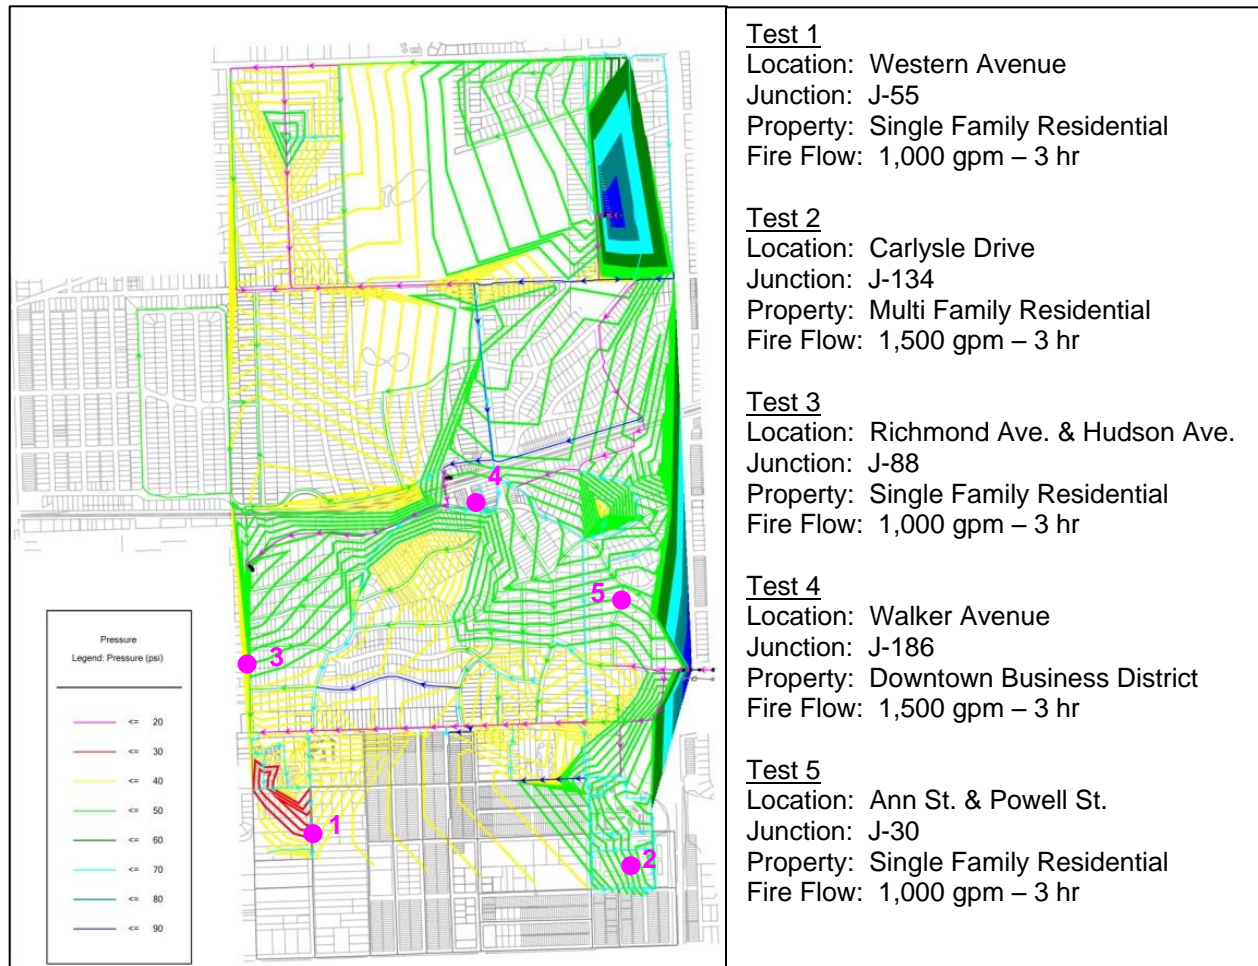 4
5
3
1
2
Pressure
Legend: Pressure (psi)
<= 20
<= 30
<= 40
<= 50
<= 60
<= 70
<= 80
<= 90
Test 1
Location: Western Avenue
Junction: J-55
Property: Single Family Residential
Fire Flow: 1,000 gpm – 3 hr
Test 2
Location: Carlysle Drive
Junction: J-134
Property: Multi Family Residential
Fire Flow: 1,500 gpm – 3 hr
Test 3
Location: Richmond Ave. & Hudson Ave.
Junction: J-88
Property: Single Family Residential
Fire Flow: 1,000 gpm – 3 hr
Test 4
Location: Walker Avenue
Junction: J-186
Property: Downtown Business District
Fire Flow: 1,500 gpm – 3 hr
Test 5
Location: Ann St. & Powell St.
Junction: J-30
Property: Single Family Residential
Fire Flow: 1,000 gpm – 3 hr